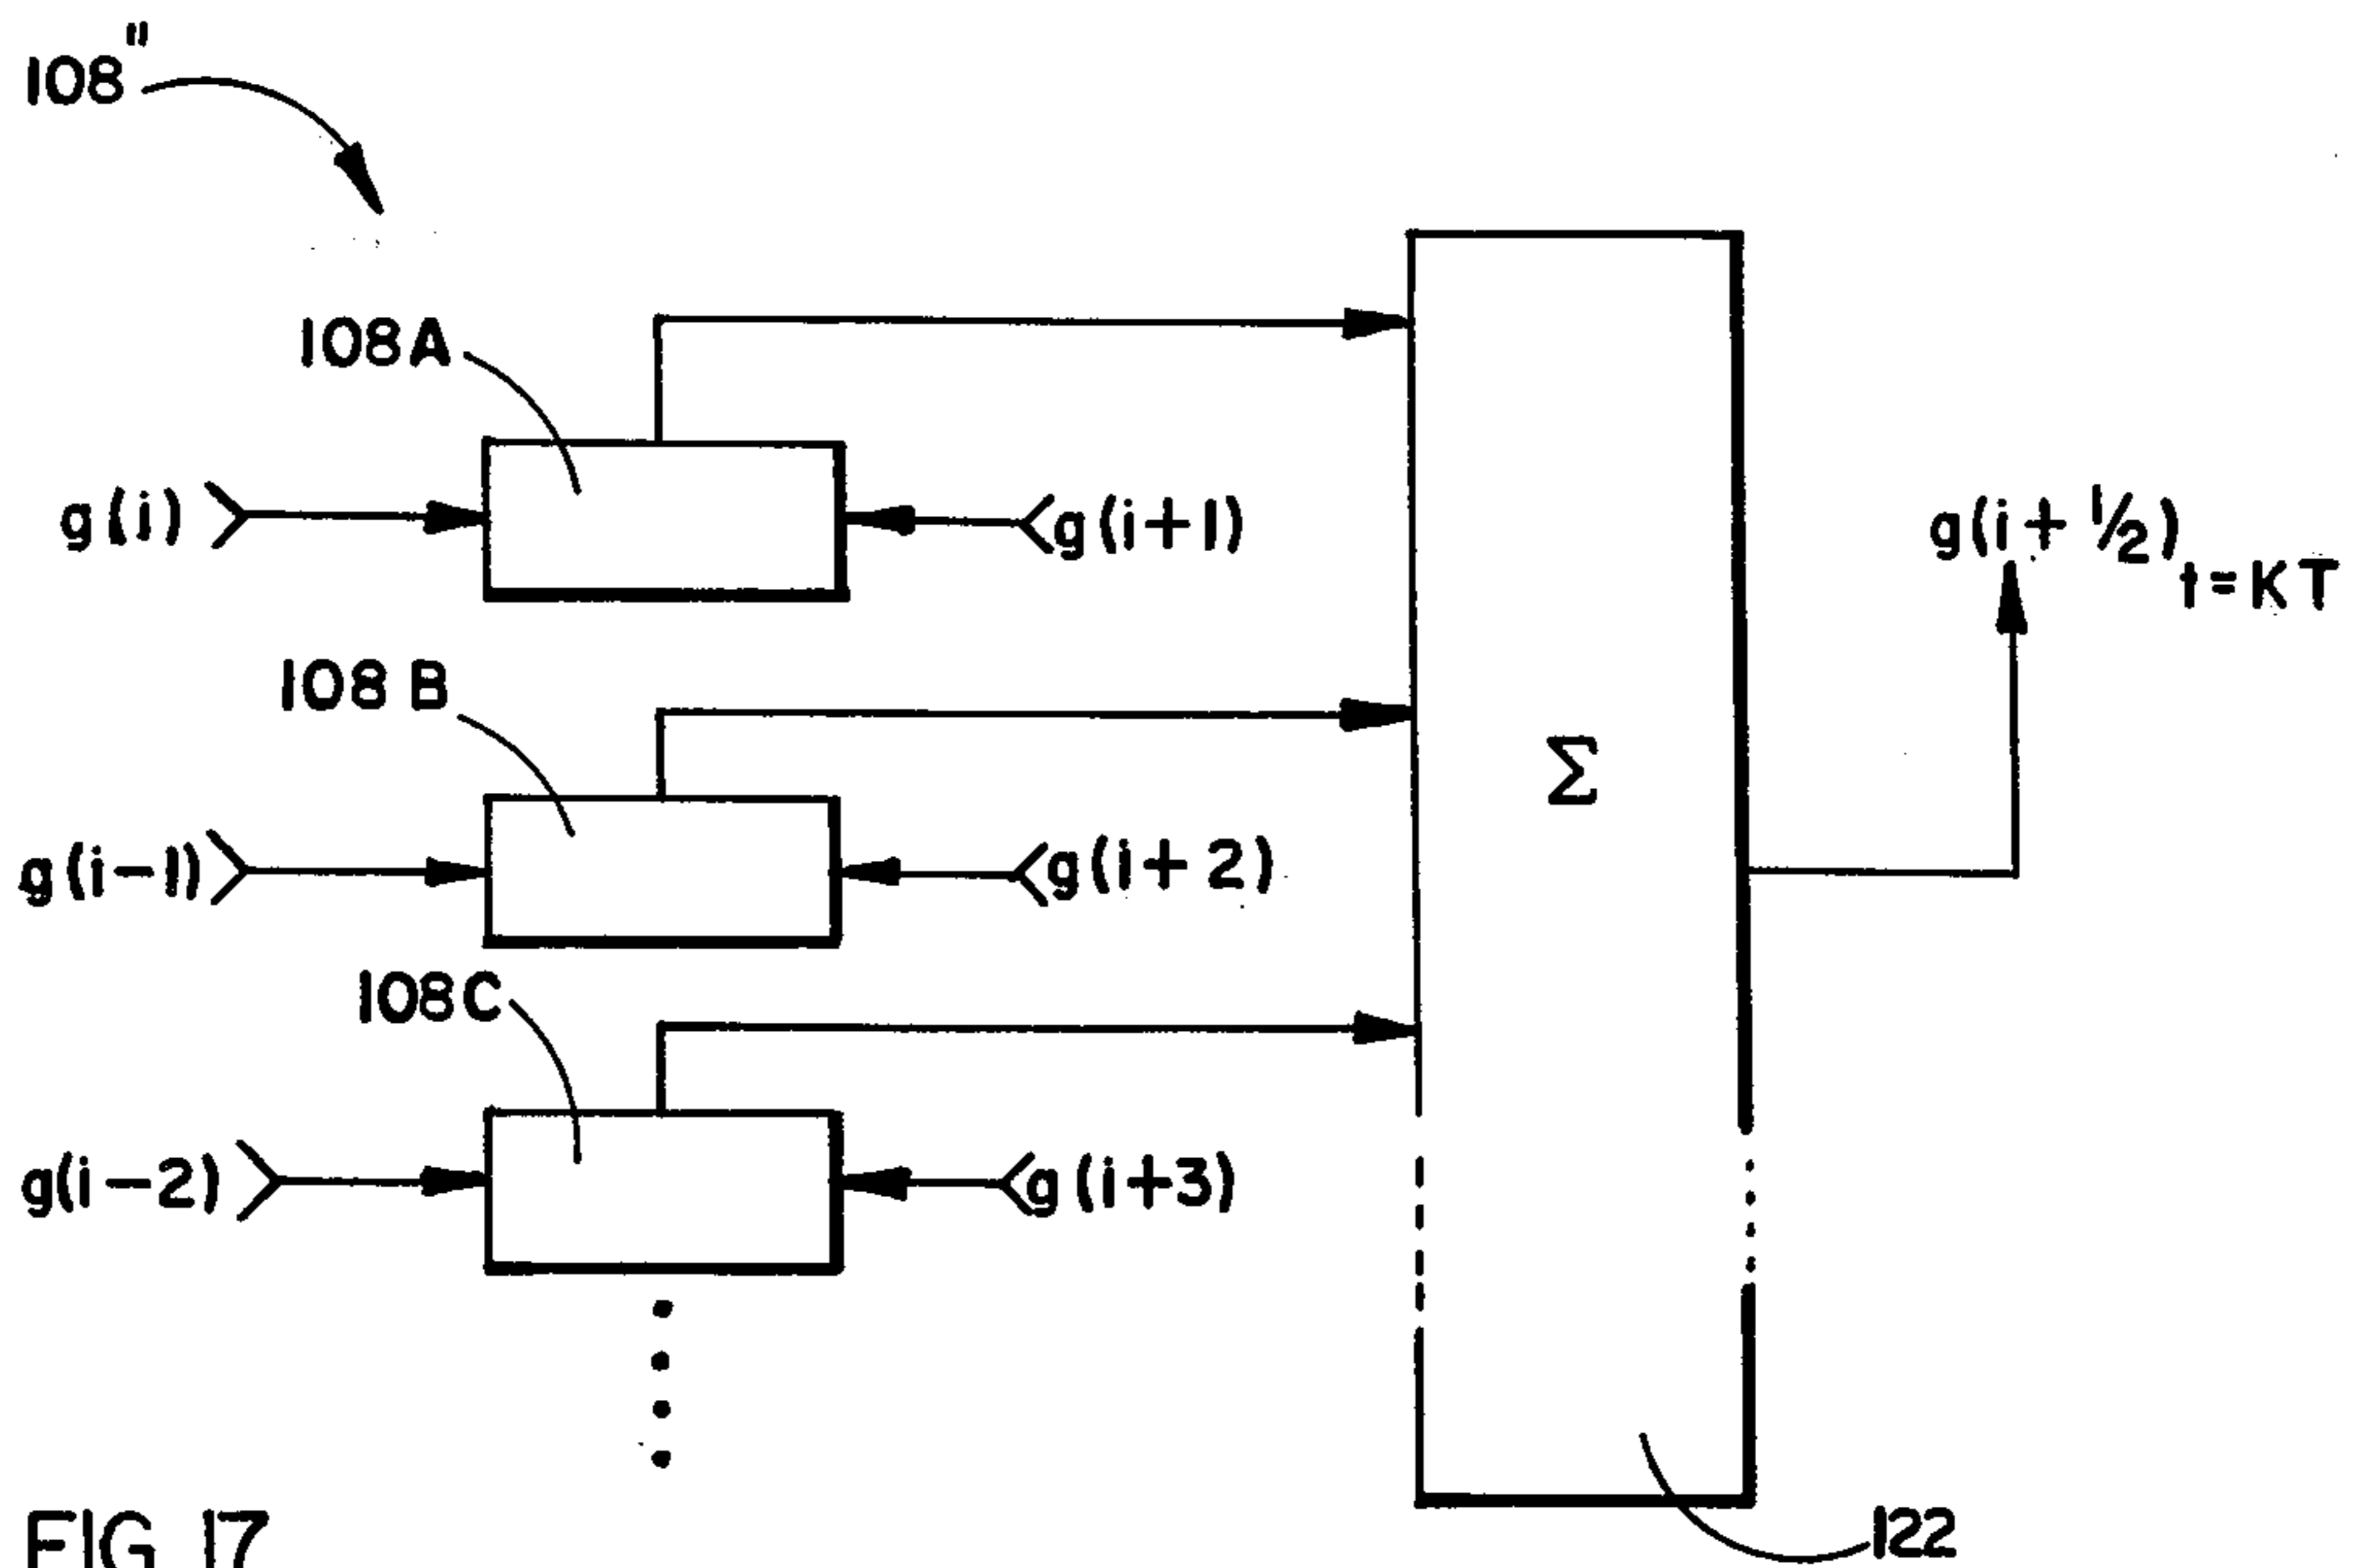 108"
108A
g(i)
g(i+1)
g(i+ 1/2) t=KT
108 B
Σ
g(i-1)
g(i+ 2)
108C
g(i-2)
g(i+3)
FIG 17
122